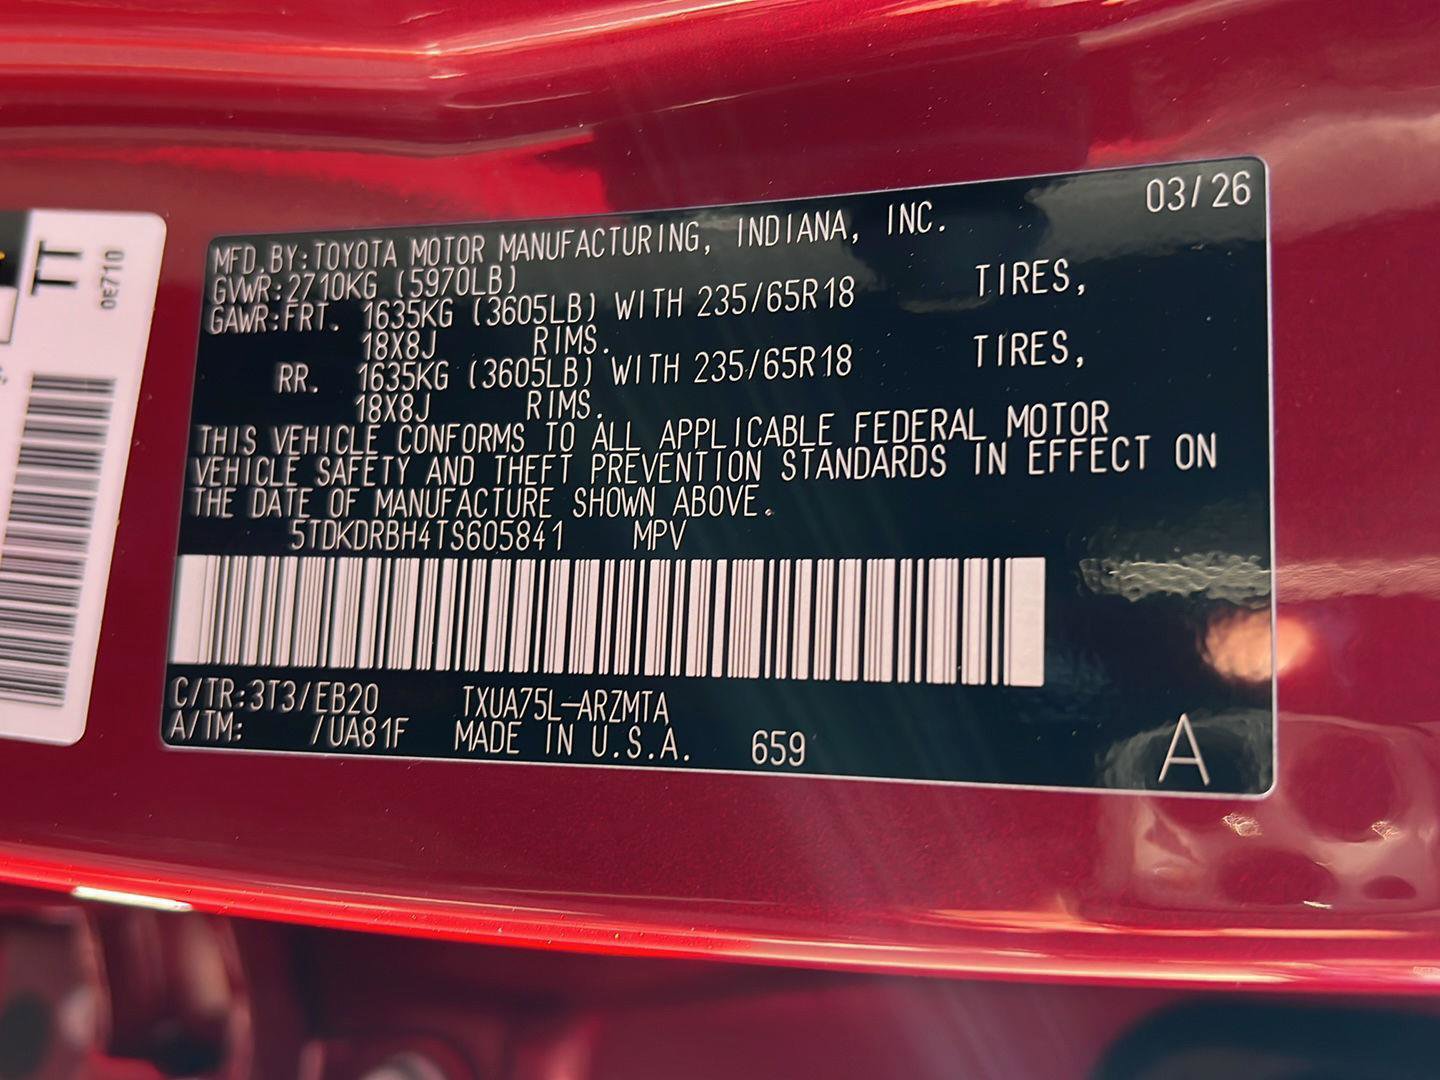 03/26
MFD.BY:TOYOTA MOTOR MANUFACTURING, INDIANA, INC.
GVWR:2710KG (5970LB)
GAWR:FRT. 1635KG (3605LB) WITH 235/65R18 TIRES,
18X8J RIMS.
RR. 1635KG (3605LB) WITH 235/65R18 TIRES,
18X8J RIMS.
THIS VEHICLE CONFORMS TO ALL APPLICABLE FEDERAL MOTOR
VEHICLE SAFETY AND THEFT PREVENTION STANDARDS IN EFFECT ON
THE DATE OF MANUFACTURE SHOWN ABOVE.
5TDKDRBH4TS605841 MPV
C/TR:3T3/EB20 TXUA75L-ARZMTA
A/TM: /UA81F MADE IN U.S.A. 659
A
TT
0E710